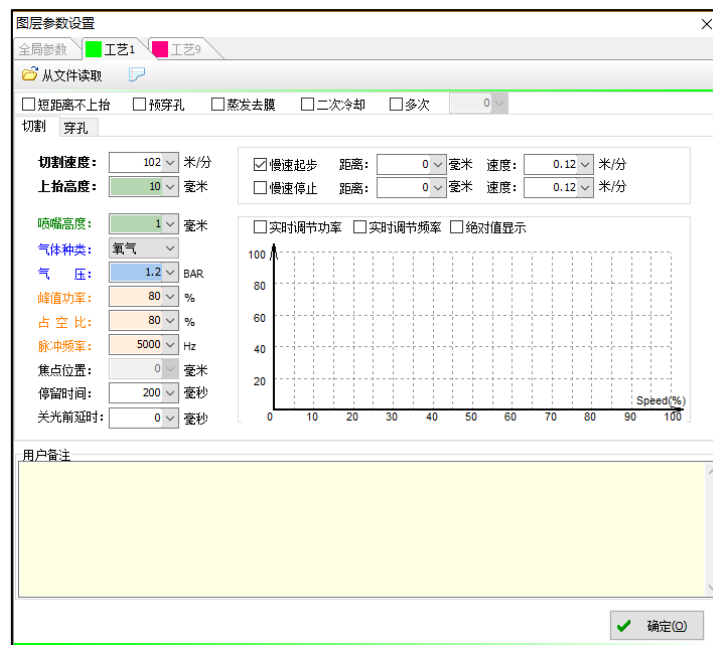 图层参数设置
全局参数 工艺1 工艺9
从文件读取
短距离不上抬 预穿孔 蒸发去膜 二次冷却 多次 0
切割 穿孔
切割速度: 102 米/分
上抬高度: 10 毫米
慢速起步 距离: 0 毫米 速度: 0.12 米/分
慢速停止 距离: 0 毫米 速度: 0.12 米/分
喷嘴高度: 1 毫米
气体种类: 氧气
气 压: 1.2 BAR
峰值功率: 80 %
占 空 比: 80 %
脉冲频率: 5000 Hz
焦点位置: 0 毫米
停留时间: 200 毫秒
关光前延时: 0 毫秒
实时调节功率 实时调节频率 绝对值显示
100
80
60
40
20
Speed(%)
0 10 20 30 40 50 60 70 80 90 100
用户备注
确定(O)